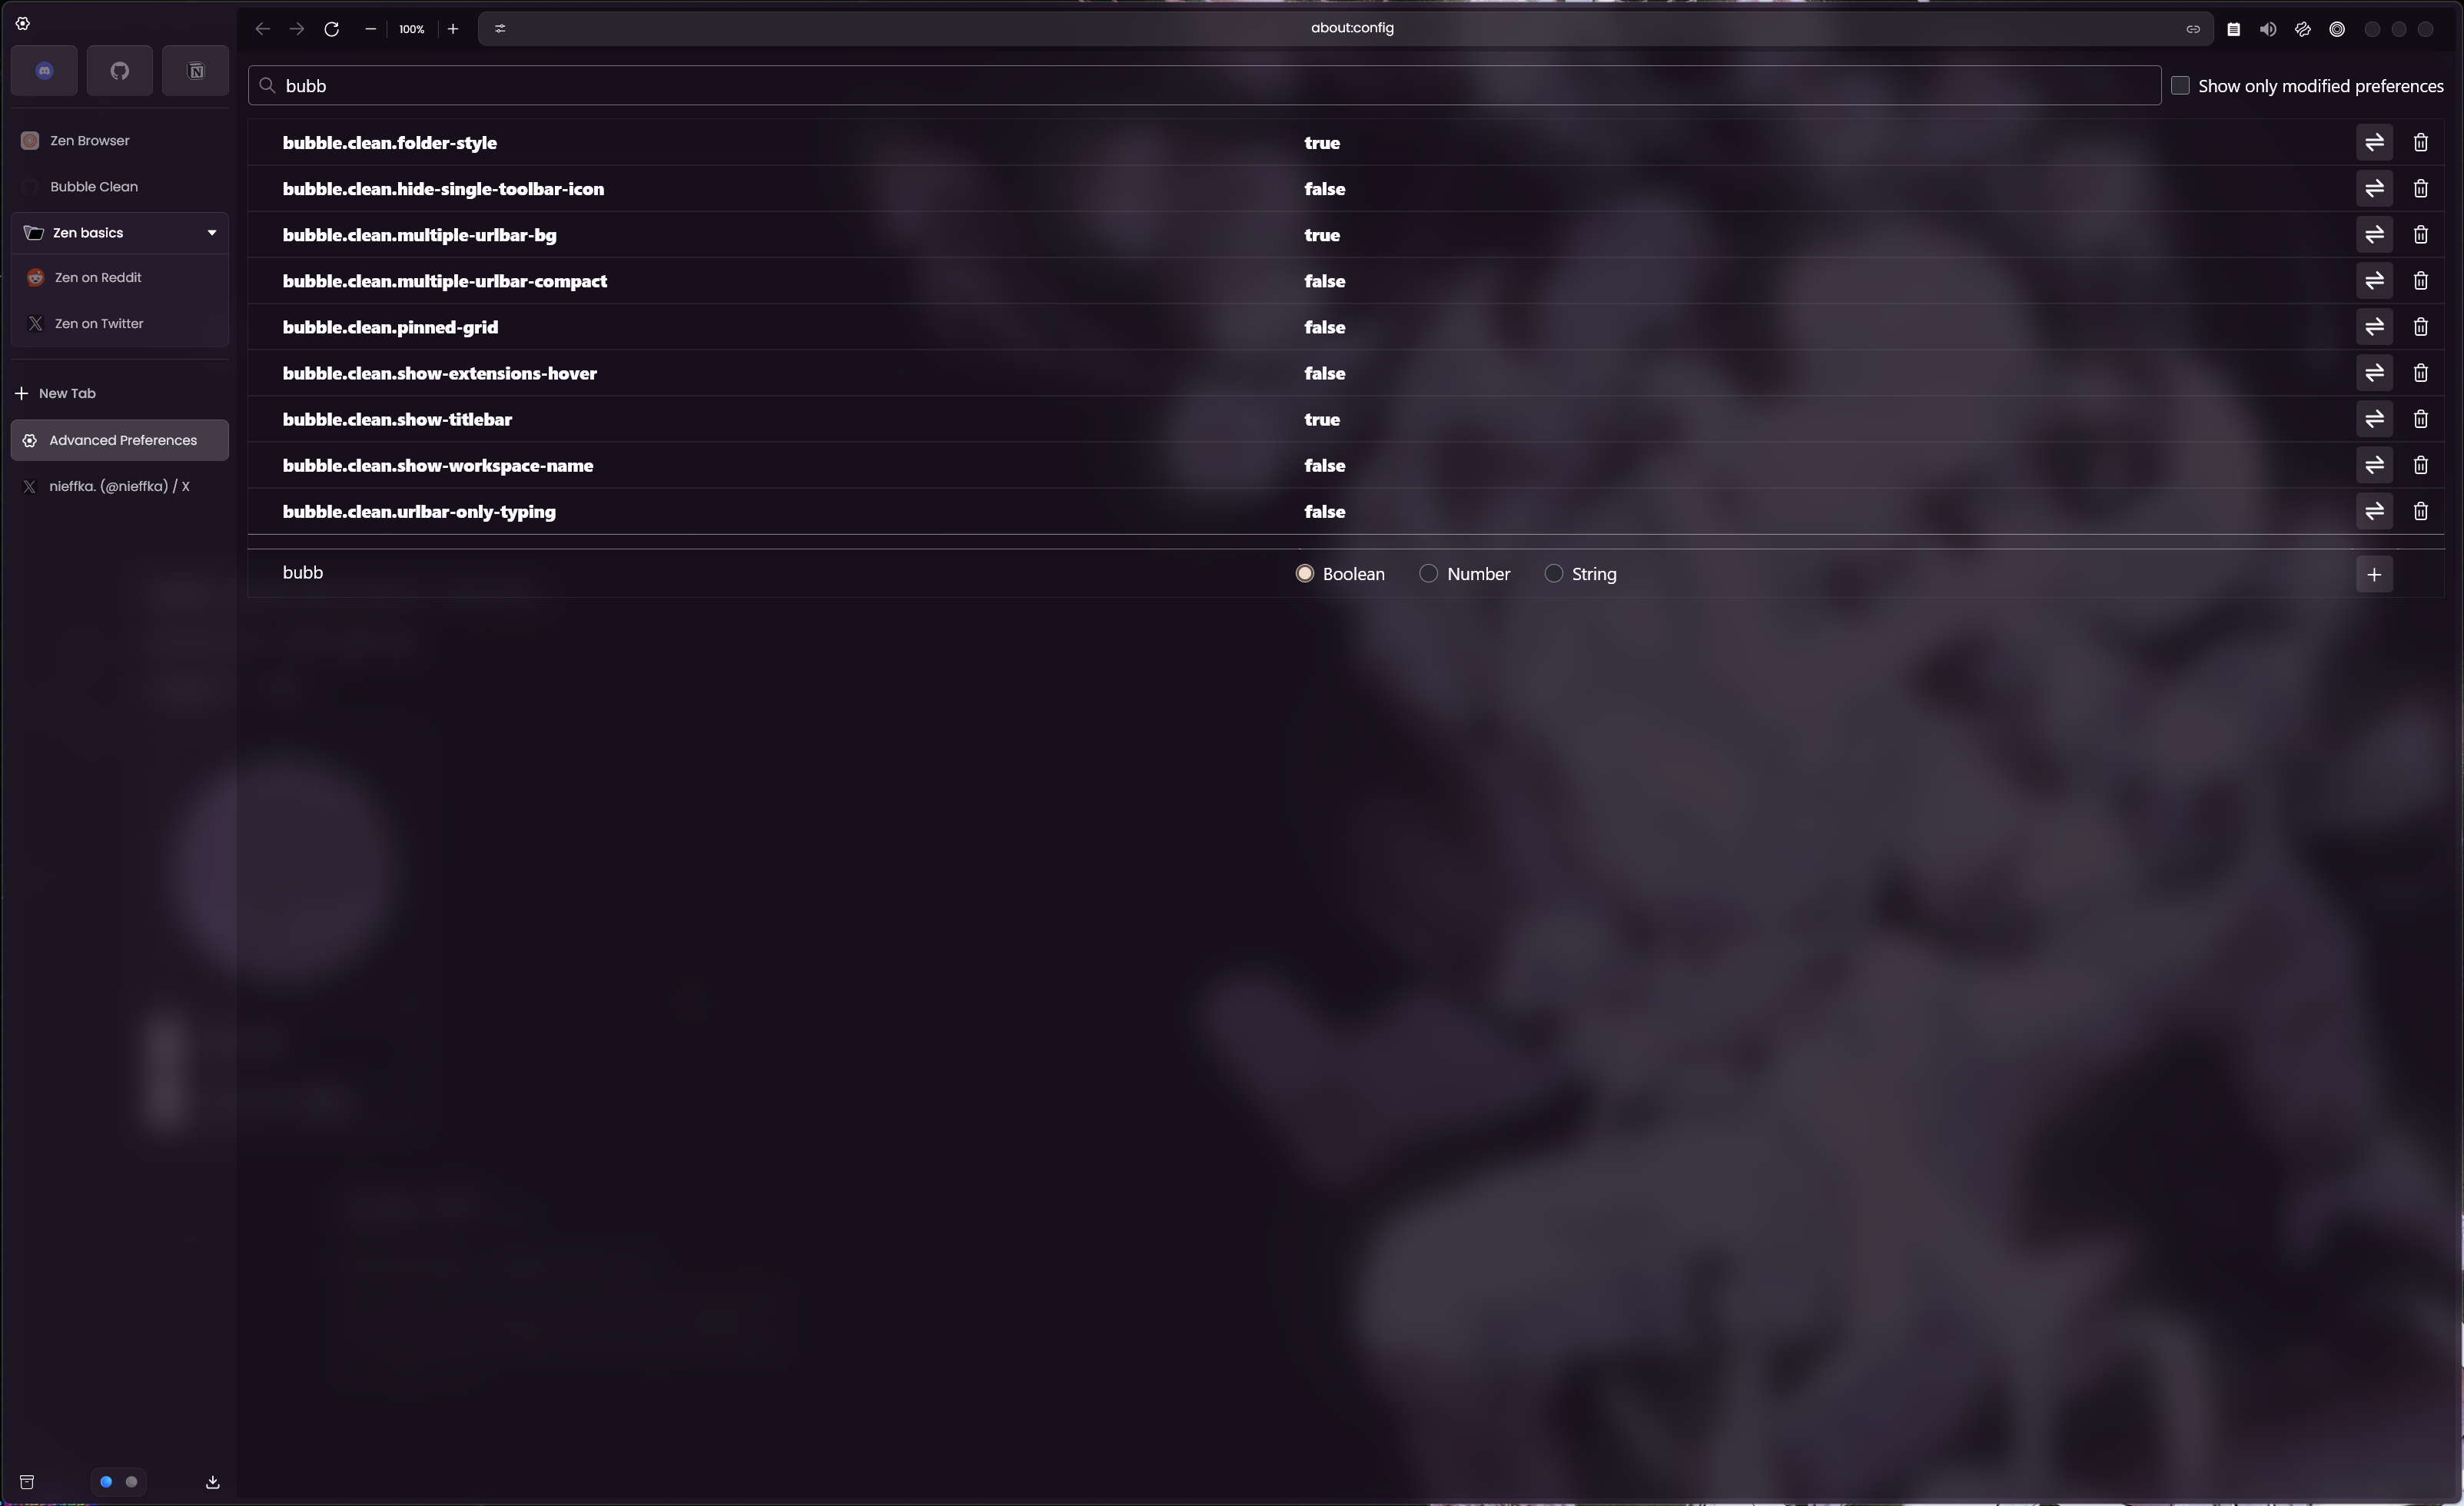 100%
about:config
bubb
Show only modified preferences
Zen Browser
Bubble Clean
Zen basics
Zen on Reddit
Zen on Twitter
New Tab
Advanced Preferences
nieffka. (@nieffka) / X
bubble.clean.folder-style true
bubble.clean.hide-single-toolbar-icon false
bubble.clean.multiple-urlbar-bg true
bubble.clean.multiple-urlbar-compact false
bubble.clean.pinned-grid false
bubble.clean.show-extensions-hover false
bubble.clean.show-titlebar true
bubble.clean.show-workspace-name false
bubble.clean.urlbar-only-typing false
bubb Boolean Number String